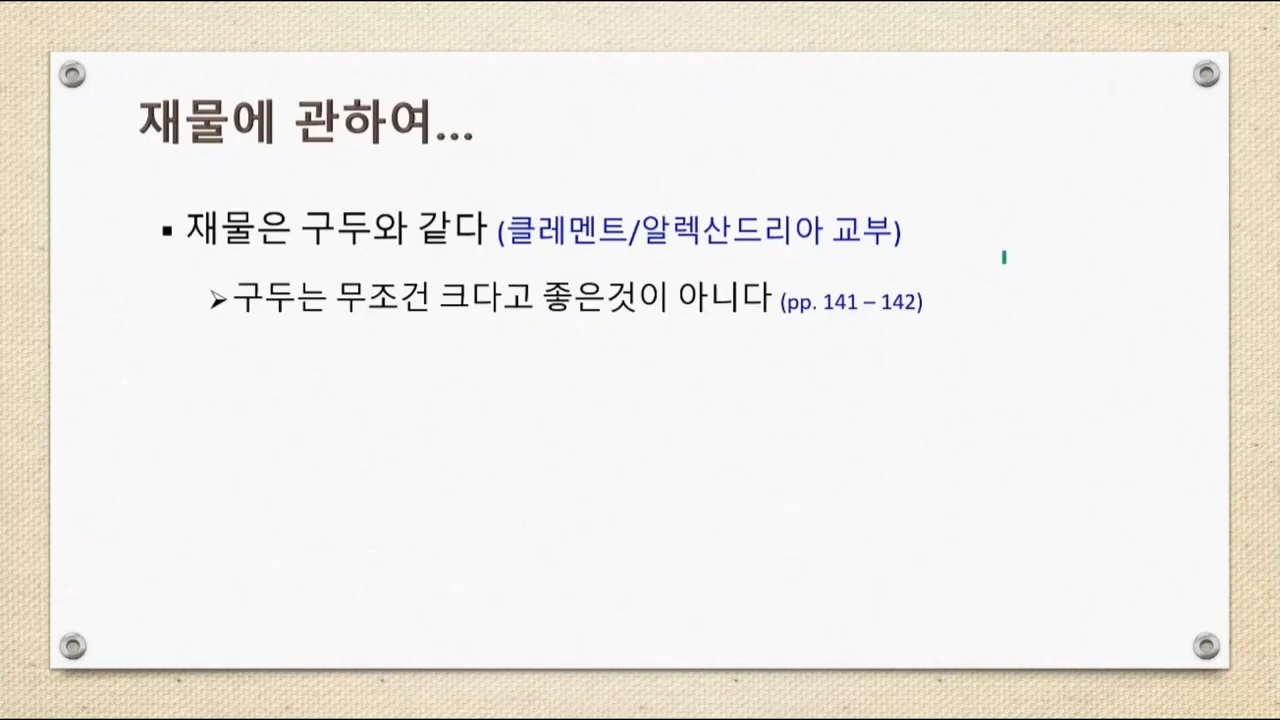 재물에 관하여...
▪ 재물은 구두와 같다 (클레멘트/알렉산드리아 교부)
➢구두는 무조건 크다고 좋은것이 아니다 (pp. 141 – 142)